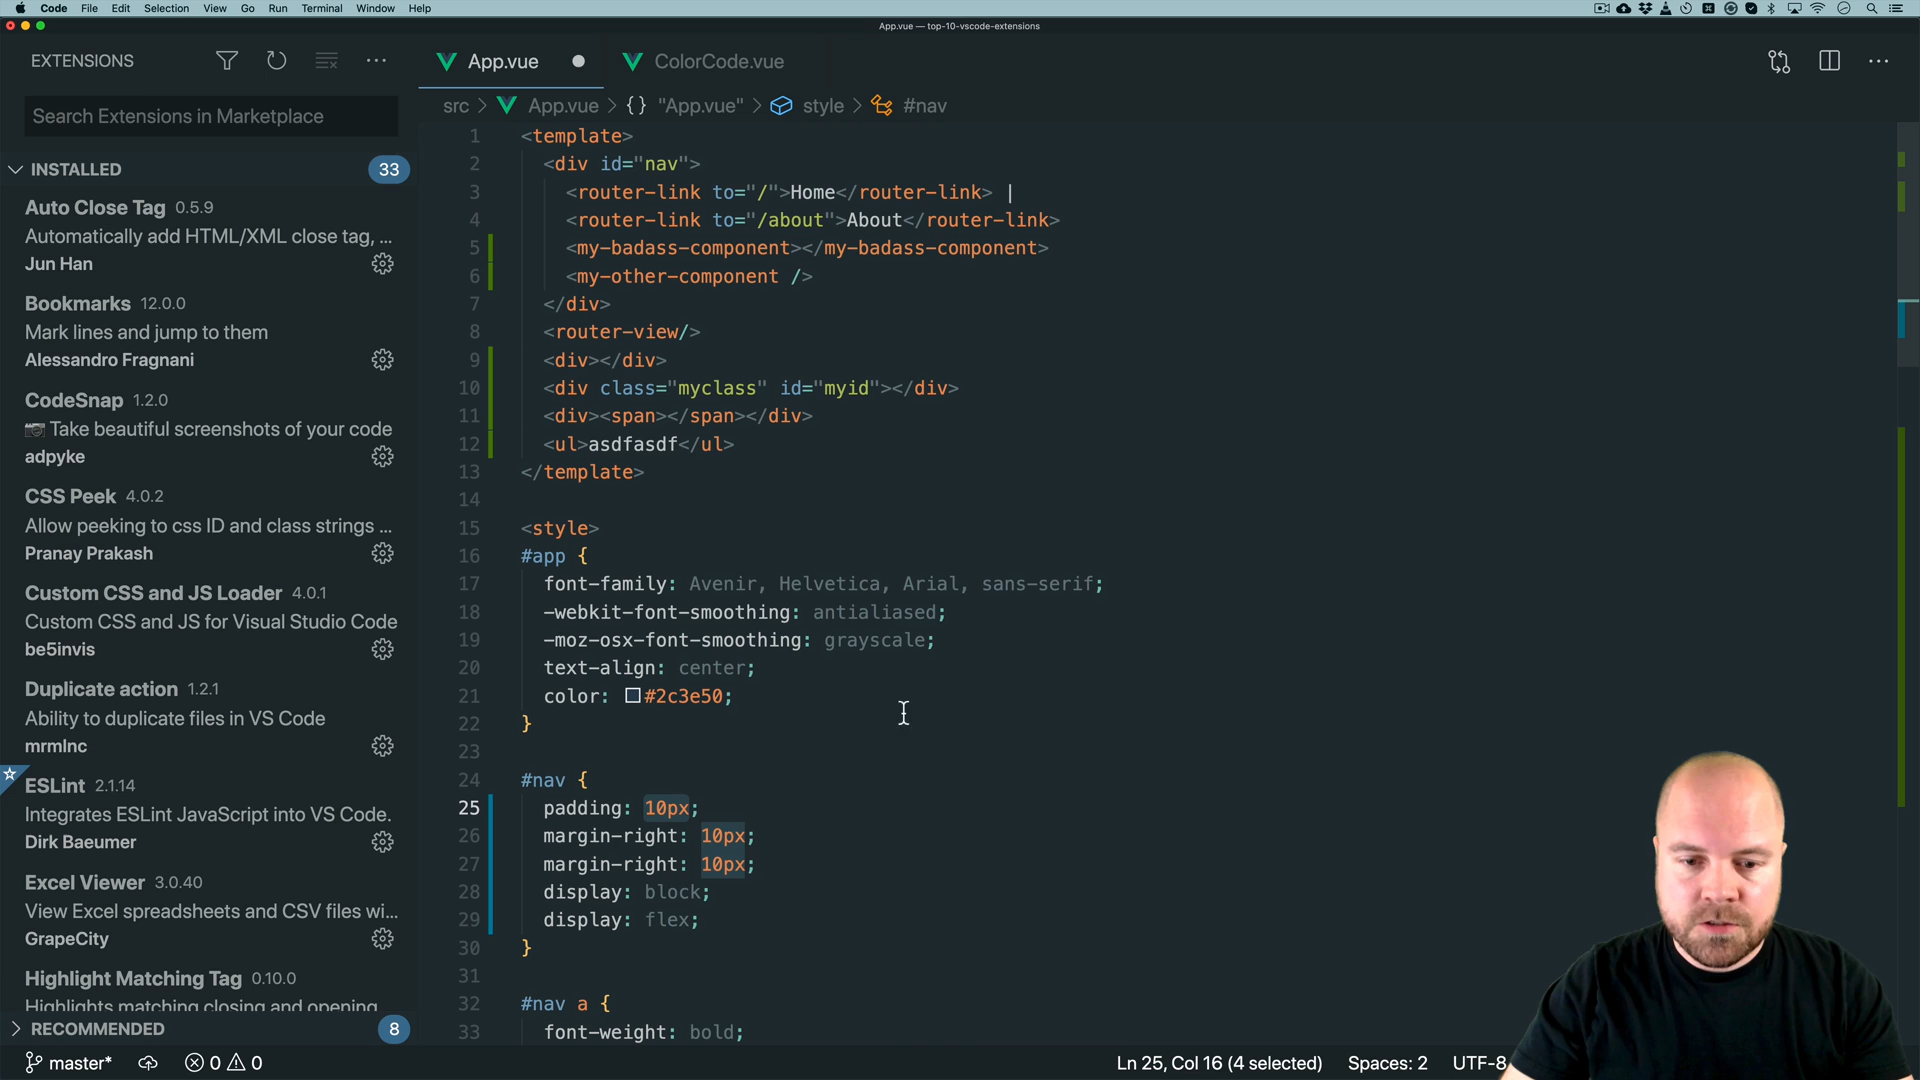 Code File Edit Selection View Go Run Terminal Window Help
App.vue — top-10-vscode-extensions
EXTENSIONS
App.vue
ColorCode.vue
src > App.vue > {} "App.vue" > style > #nav
Search Extensions in Marketplace
INSTALLED 33
Auto Close Tag 0.5.9
Automatically add HTML/XML close tag, ...
Jun Han
Bookmarks 12.0.0
Mark lines and jump to them
Alessandro Fragnani
CodeSnap 1.2.0
📷 Take beautiful screenshots of your code
adpyke
CSS Peek 4.0.2
Allow peeking to css ID and class strings ...
Pranay Prakash
Custom CSS and JS Loader 4.0.1
Custom CSS and JS for Visual Studio Code
be5invis
Duplicate action 1.2.1
Ability to duplicate files in VS Code
mrmlnc
ESLint 2.1.14
Integrates ESLint JavaScript into VS Code.
Dirk Baeumer
Excel Viewer 3.0.40
View Excel spreadsheets and CSV files wi...
GrapeCity
Highlight Matching Tag 0.10.0
Highlights matching closing and opening
RECOMMENDED 8
1 <template>
2 <div id="nav">
3 <router-link to="/">Home</router-link> |
4 <router-link to="/about">About</router-link>
5 <my-badass-component></my-badass-component>
6 <my-other-component />
7 </div>
8 <router-view/>
9 <div></div>
10 <div class="myclass" id="myid"></div>
11 <div><span></span></div>
12 <ul>asdfasdf</ul>
13 </template>
14
15 <style>
16 #app {
17 font-family: Avenir, Helvetica, Arial, sans-serif;
18 -webkit-font-smoothing: antialiased;
19 -moz-osx-font-smoothing: grayscale;
20 text-align: center;
21 color: #2c3e50;
22 }
23
24 #nav {
25 padding: 10px;
26 margin-right: 10px;
27 margin-right: 10px;
28 display: block;
29 display: flex;
30 }
31
32 #nav a {
33 font-weight: bold;
master* 0 0 Ln 25, Col 16 (4 selected) Spaces: 2 UTF-8